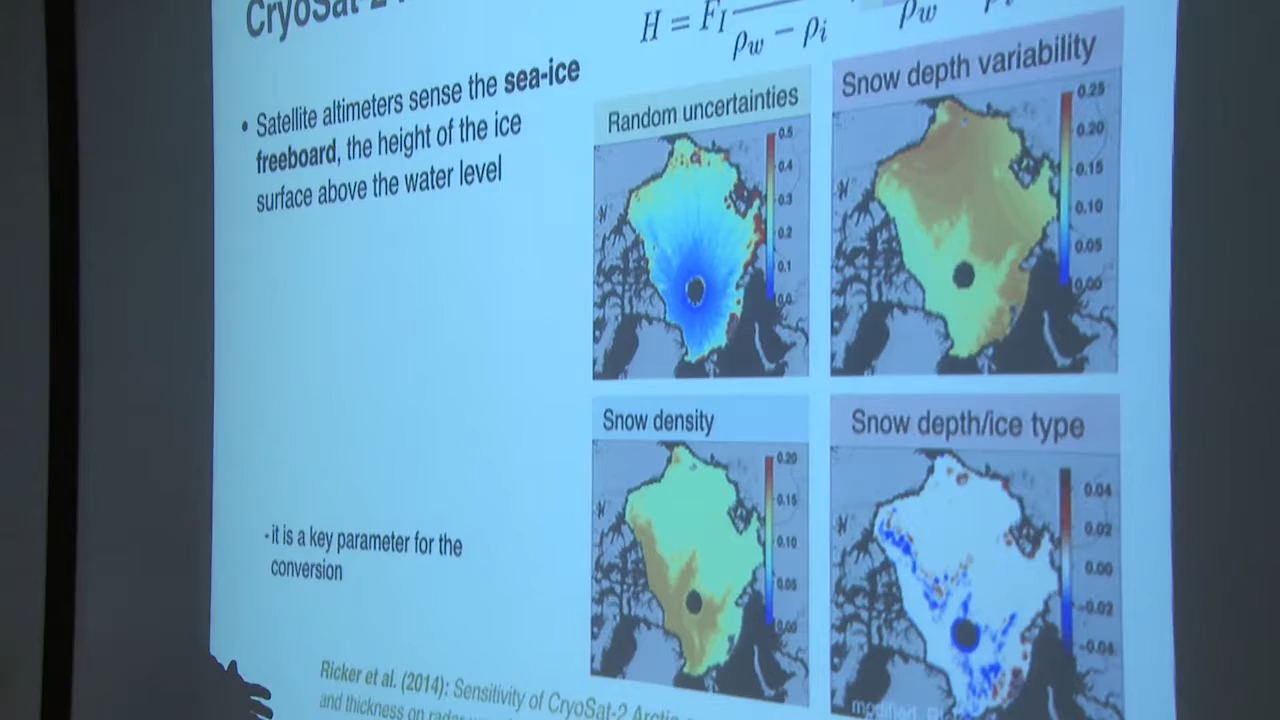 CryoSat-2
H = F_I ρw − ρi
ρw
• Satellite altimeters sense the sea-ice
freeboard, the height of the ice
surface above the water level
- it is a key parameter for the
conversion
Random uncertainties
0.5
0.4
0.3
0.2
0.1
0.0
Snow depth variability
0.25
0.20
0.15
0.10
0.05
0.00
Snow density
0.20
0.15
0.10
0.05
0.00
Snow depth/ice type
0.04
0.02
0.00
-0.02
-0.04
modified
Ricker et al. (2014): Sensitivity of CryoSat-2 Arctic
and thickness on